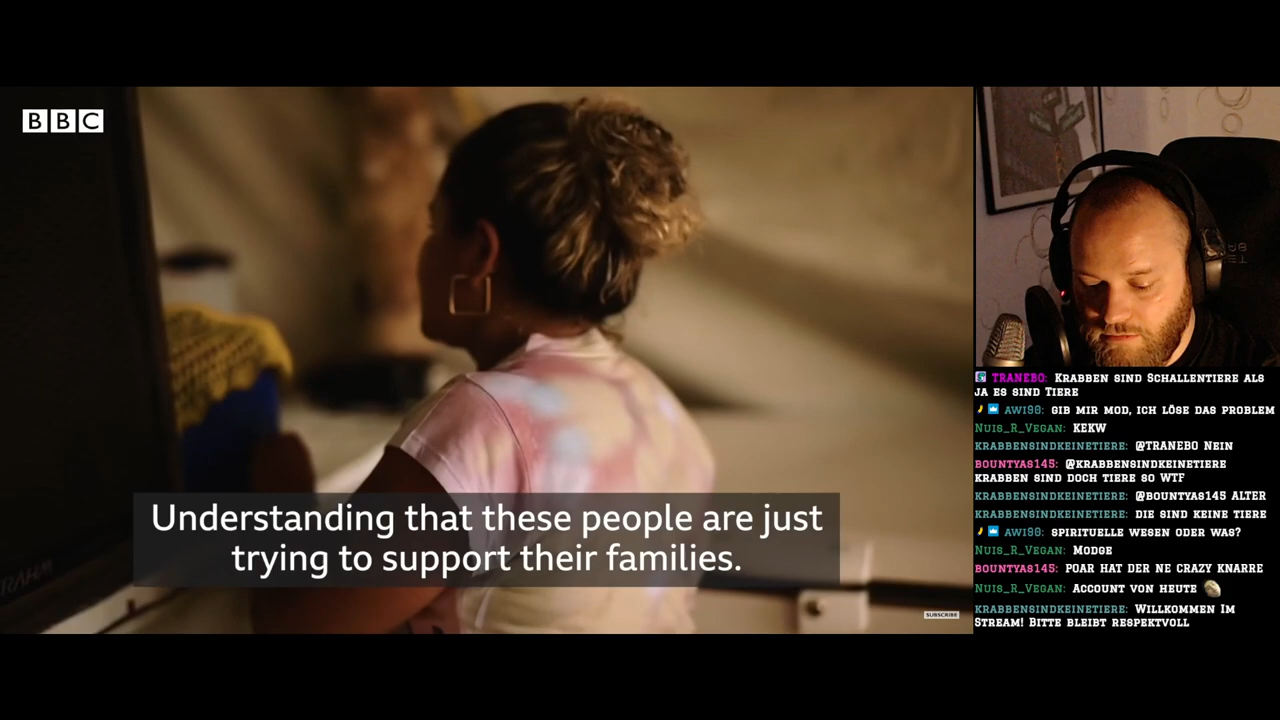 BBC
Understanding that these people are just
trying to support their families.
SUBSCRIBE
TRANEBO: Krabben sind Schallentiere als
ja es sind Tiere
AWI90: gib mir mod, ich löse das problem
Nuis_R_Vegan: KEKW
krabbensindkeinetiere: @TRANEBO Nein
bountyas145: @krabbensindkeinetiere
krabben sind doch tiere so wtf
krabbensindkeinetiere: @bountyas145 alter
krabbensindkeinetiere: die sind keine tiere
AWI90: spirituelle wesen oder was?
Nuis_R_Vegan: Modge
bountyas145: poar hat der ne crazy knarre
Nuis_R_Vegan: Account von heute
krabbensindkeinetiere: Willkommen im
Stream! Bitte bleibt respektvoll